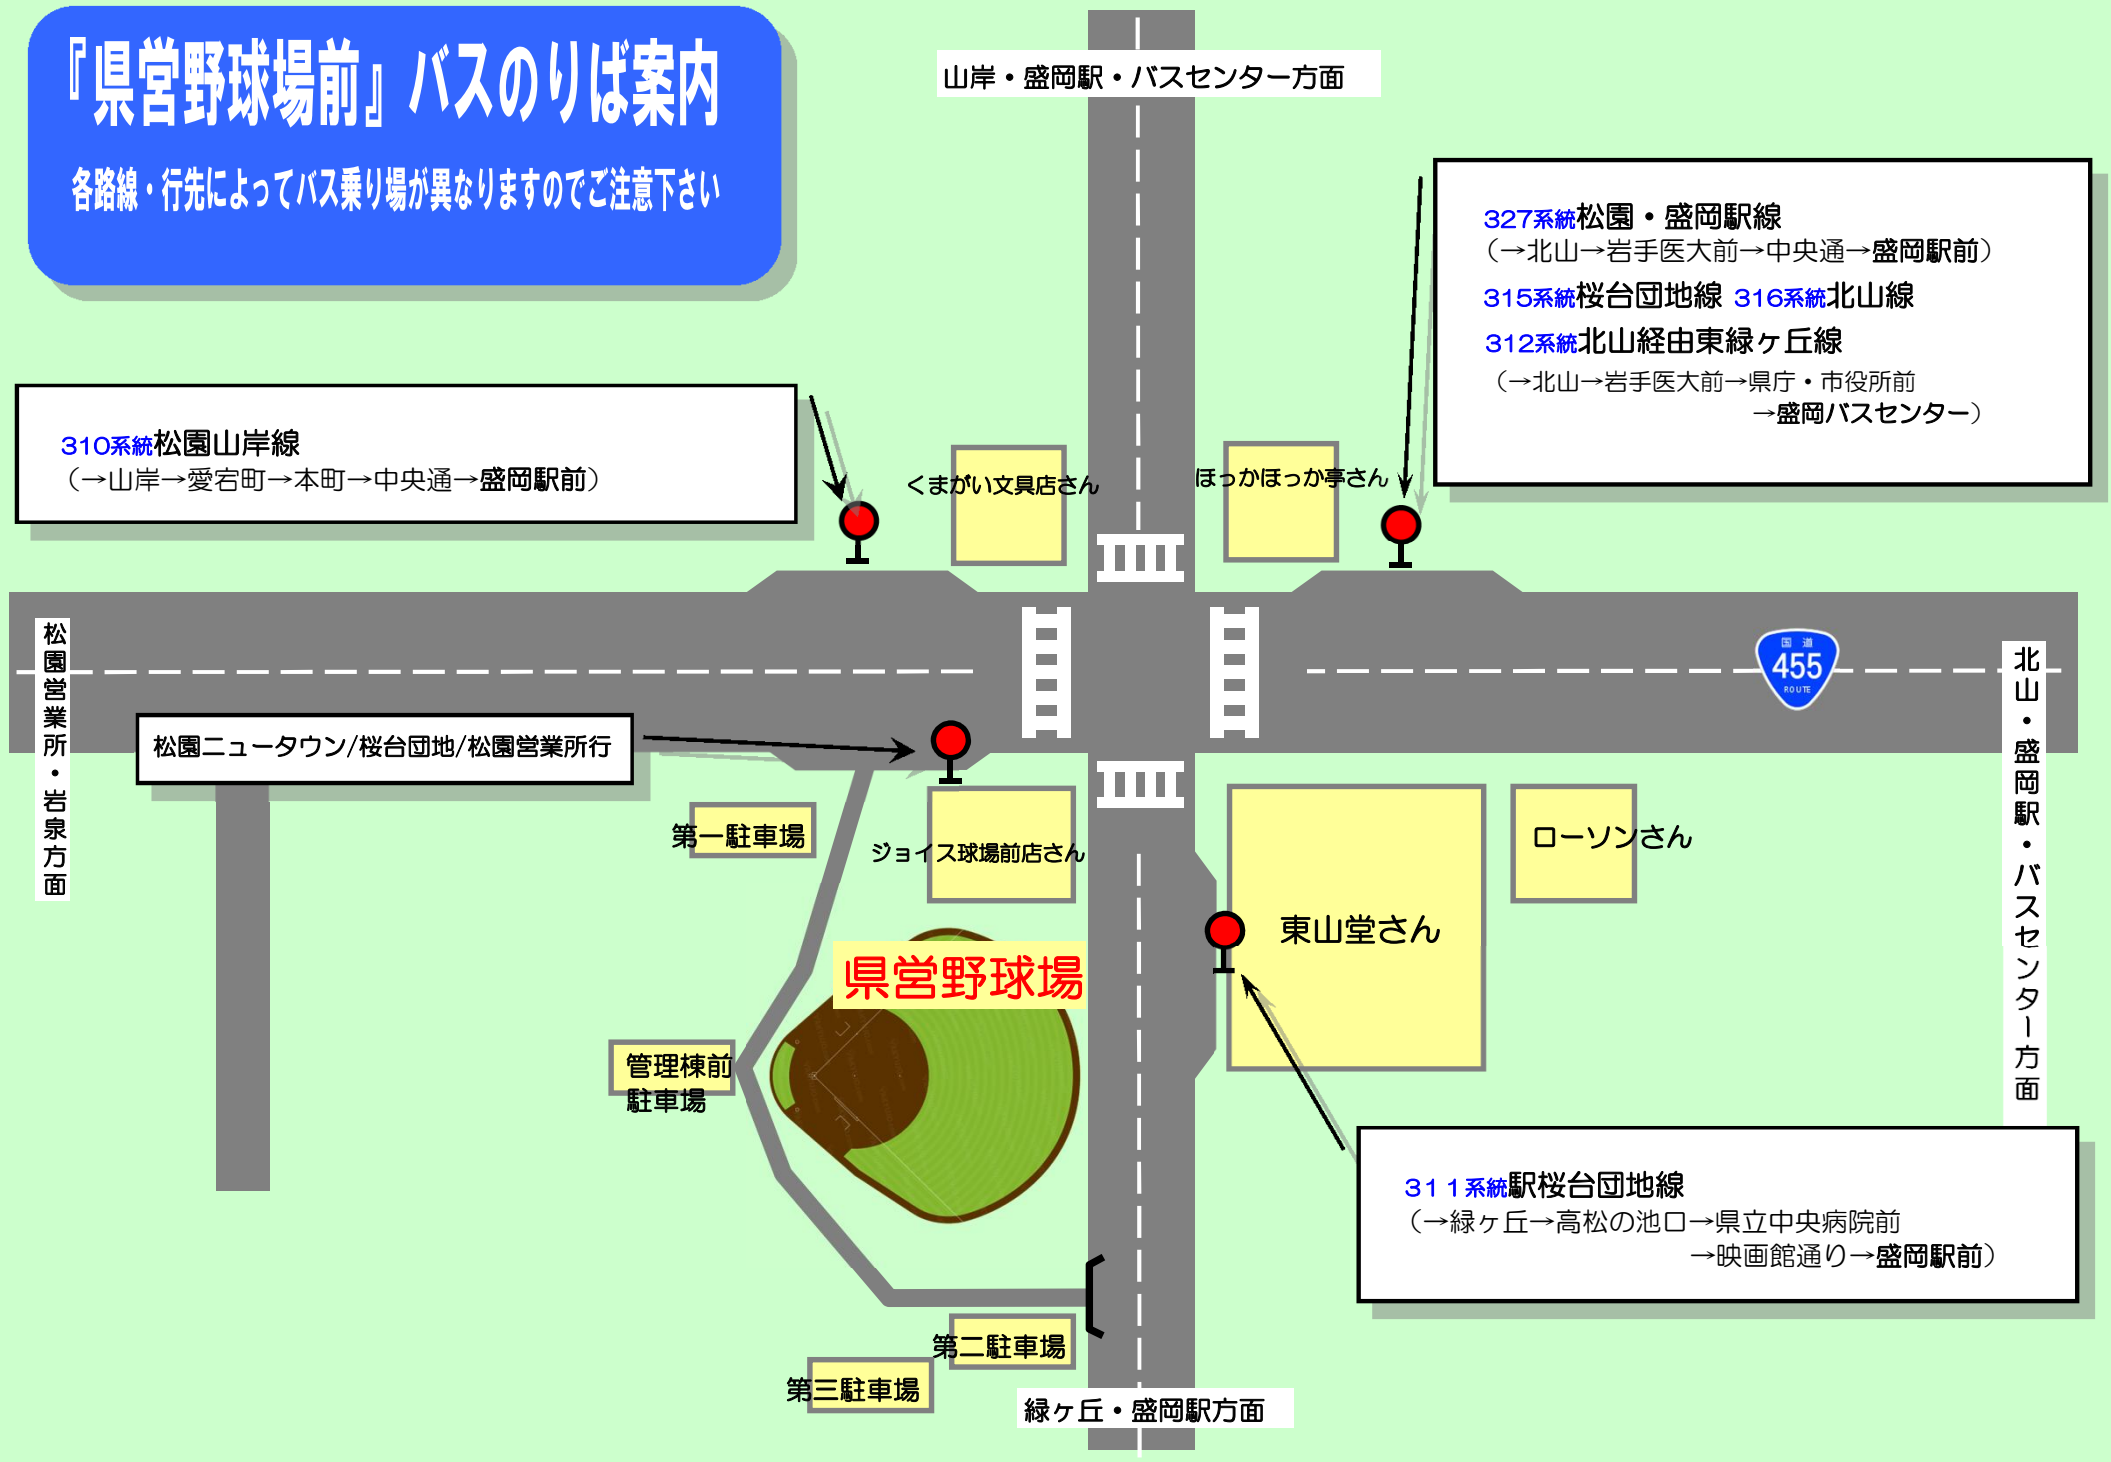 『県営野球場前』バスのりば案内
各路線・行先によってバス乗り場が異なりますのでご注意下さい
山岸・盛岡駅・バスセンター方面
327系統松園・盛岡駅線
（→北山→岩手医大前→中央通→盛岡駅前）
315系統桜台団地線 316系統北山線
312系統北山経由東緑ヶ丘線
（→北山→岩手医大前→県庁・市役所前
→盛岡バスセンター）
310系統松園山岸線
（→山岸→愛宕町→本町→中央通→盛岡駅前）
くまがい文具店さん
ほっかほっか亭さん
松園営業所・岩泉方面
国道
455
ROUTE
北山・盛岡駅・バスセンター方面
松園ニュータウン/桜台団地/松園営業所行
第一駐車場
ジョイス球場前店さん
ローソンさん
東山堂さん
県営野球場
管理棟前
駐車場
311系統駅桜台団地線
（→緑ヶ丘→高松の池口→県立中央病院前
→映画館通り→盛岡駅前）
第二駐車場
第三駐車場
緑ヶ丘・盛岡駅方面